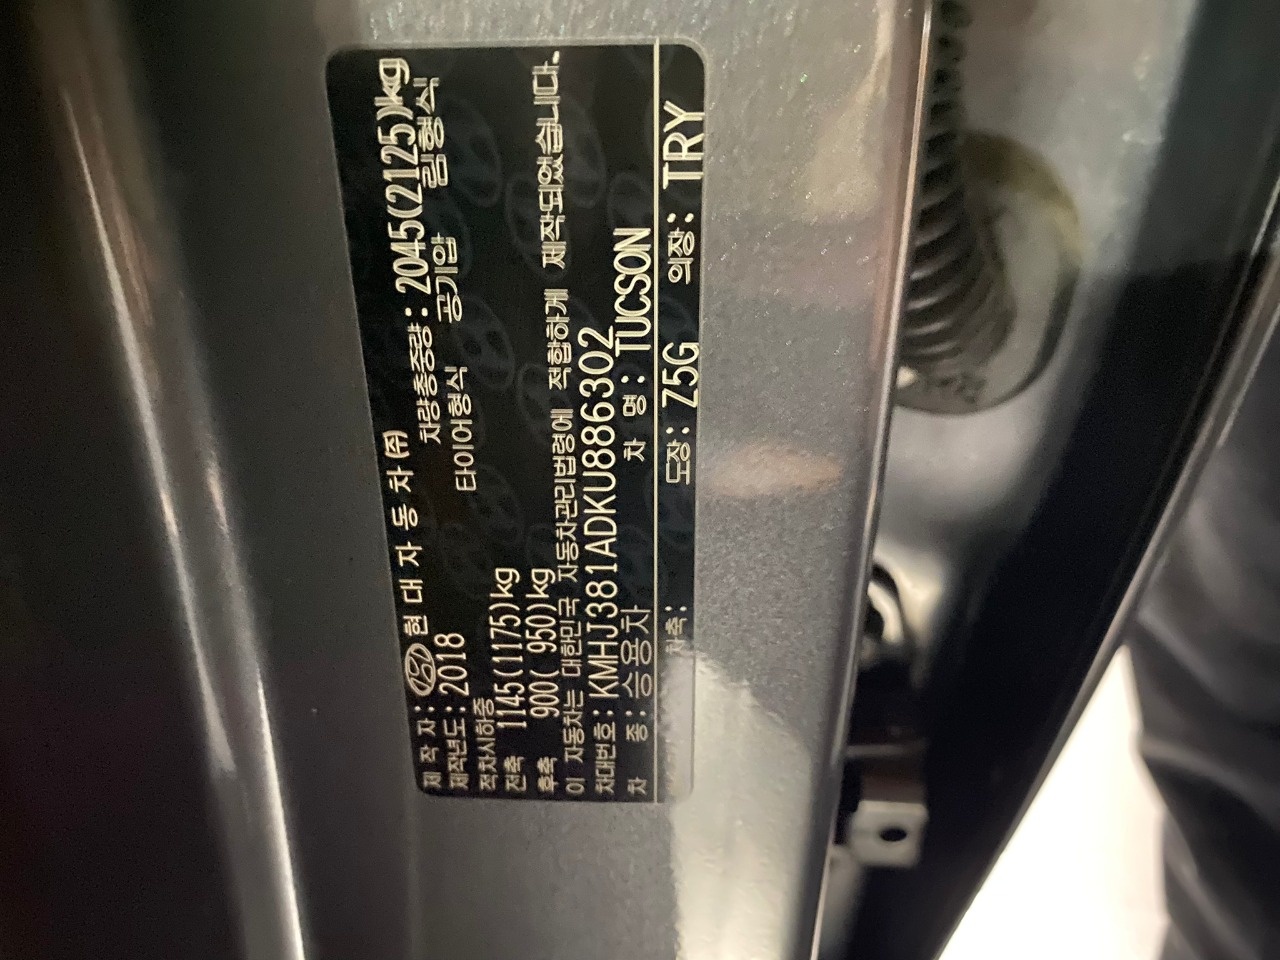 제 작 자: 현 대 자 동 차 ㈜
제작년도: 2018 차량총중량: 2045(2125)kg
적차시하중 타이어형식 공기압 림형식
전축 1145(1175)kg
후축 900( 950)kg
이 자동차는 대한민국 자동차관리법령에 적합하게 제작되었습니다.
차대번호: KMHJ381ADKU886302
차 종: 승용차 차 명: TUCSON
차축: 도장: Z5G 의장: TRY